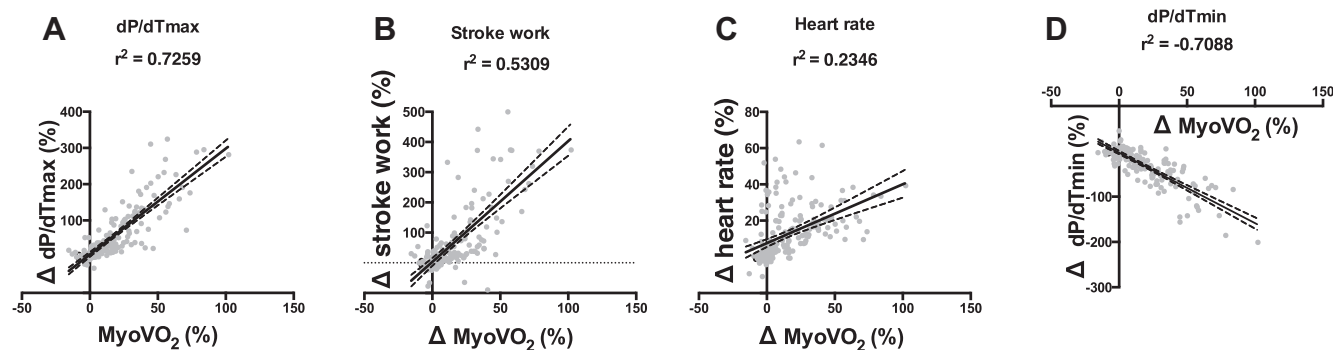 A
dP/dTmax
r² = 0.7259
Δ dP/dTmax (%)
400
300
200
100
-50
0
50
100
150
MyoVO₂ (%)
B
Stroke work
r² = 0.5309
Δ stroke work (%)
500
400
300
200
100
-50
0
50
100
150
Δ MyoVO₂ (%)
C
Heart rate
r² = 0.2346
Δ heart rate (%)
80
60
40
20
-50
0
50
100
150
Δ MyoVO₂ (%)
D
dP/dTmin
r² = -0.7088
-50
0
50
100
150
Δ MyoVO₂ (%)
Δ dP/dTmin (%)
-100
-200
-300